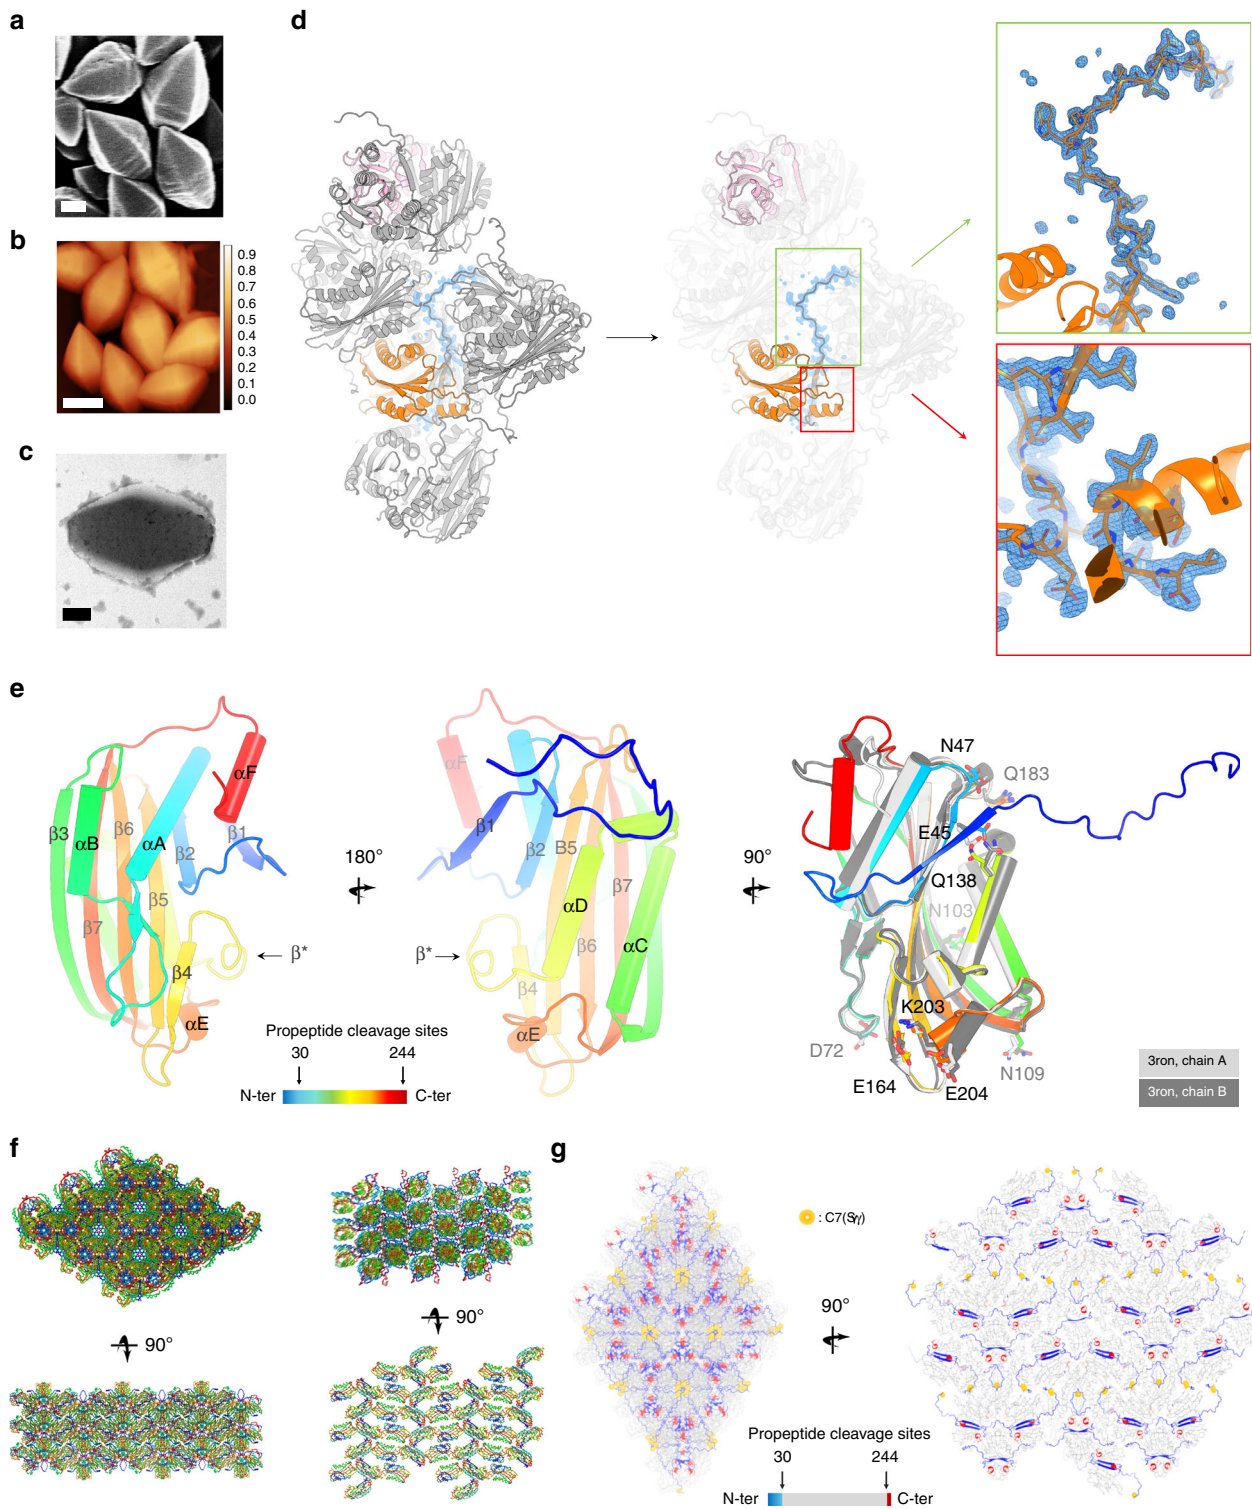 a
b
0.9
0.8
0.7
0.6
0.5
0.4
0.3
0.2
0.1
0.0
c
d
e
αF
β3
αB
β6
αA
β2
β1
β5
β7
β4
β*
αE
180°
αF
β1
β2
B5
β7
αD
αC
β6
β*
β4
αE
90°
N47
Q183
E45
Q138
N103
K203
D72
E164
E204
N109
3ron, chain A
3ron, chain B
Propeptide cleavage sites
30
244
N-ter
C-ter
f
90°
90°
g
: C7(Sγ)
90°
Propeptide cleavage sites
30
244
N-ter
C-ter